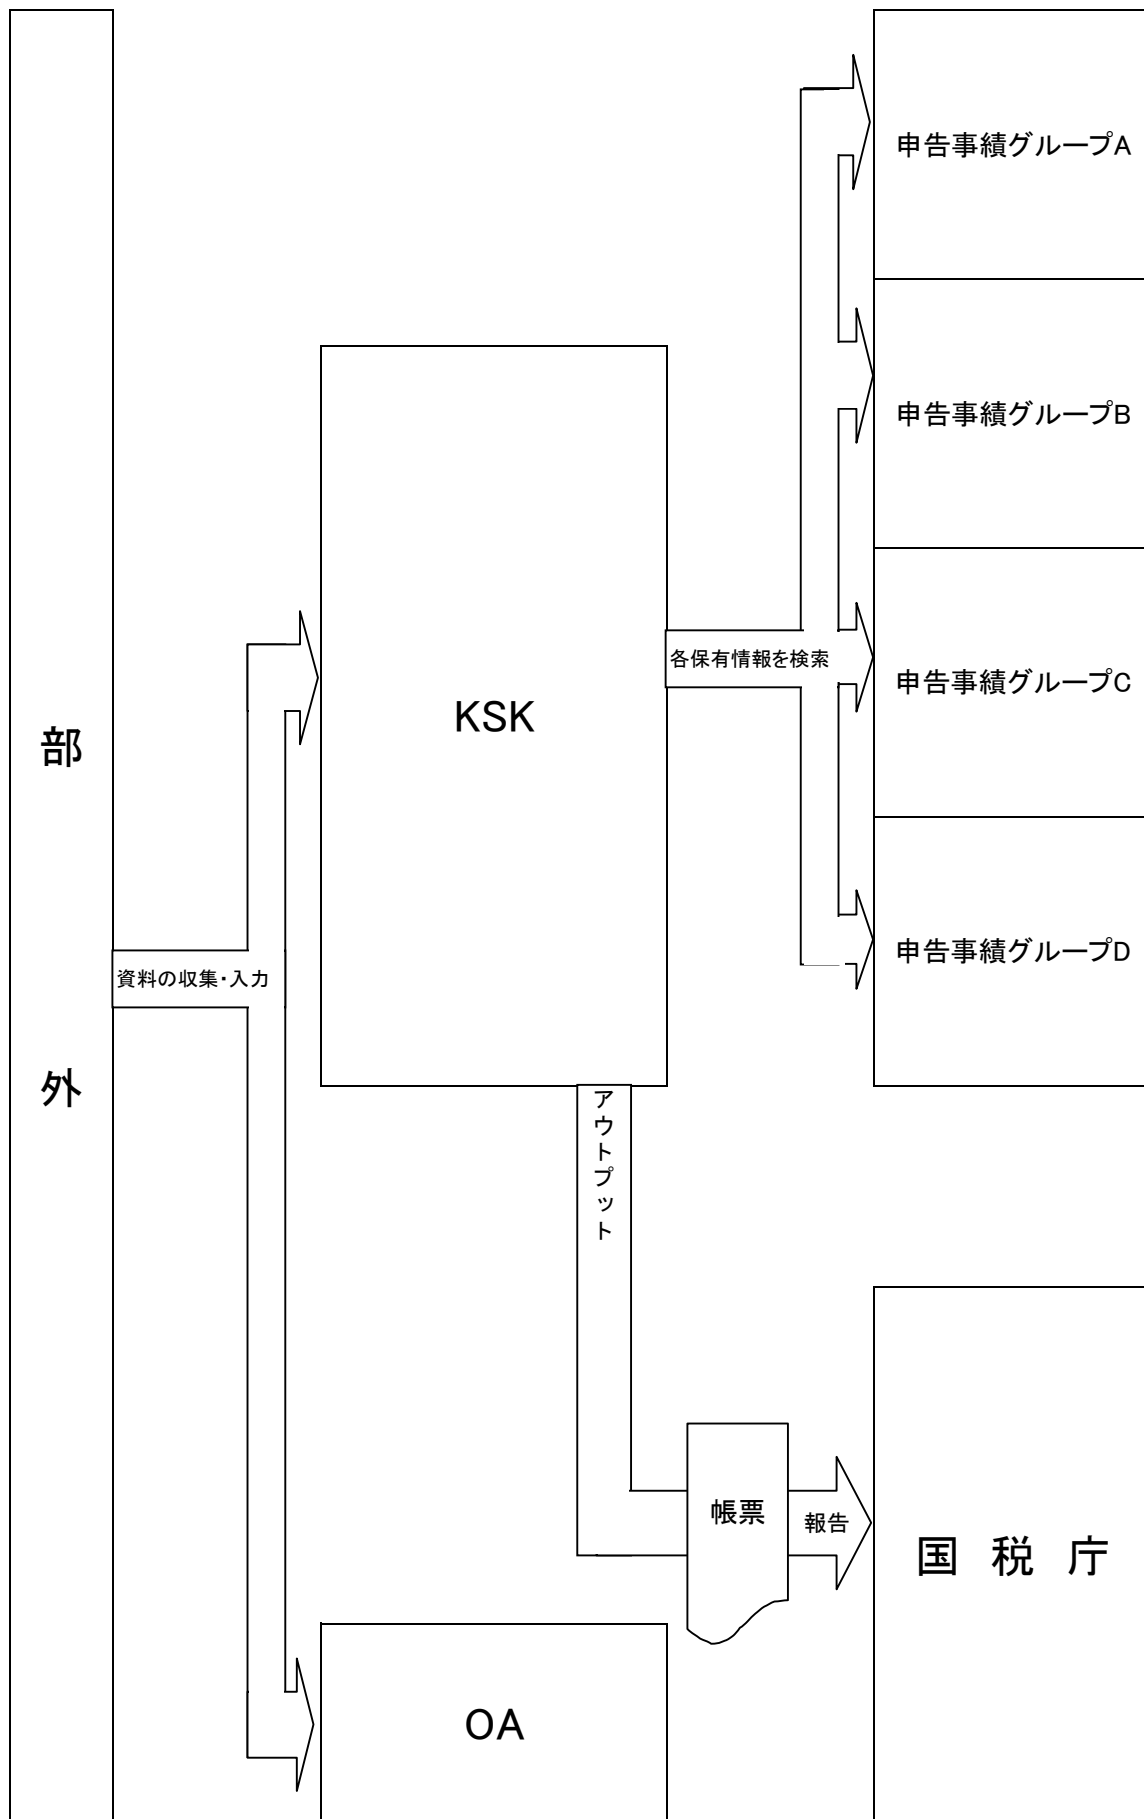 部
外
資料の収集・入力
KSK
各保有情報を検索
申告事績グループA
申告事績グループB
申告事績グループC
申告事績グループD
アウトプット
帳票
報告
国 税 庁
OA